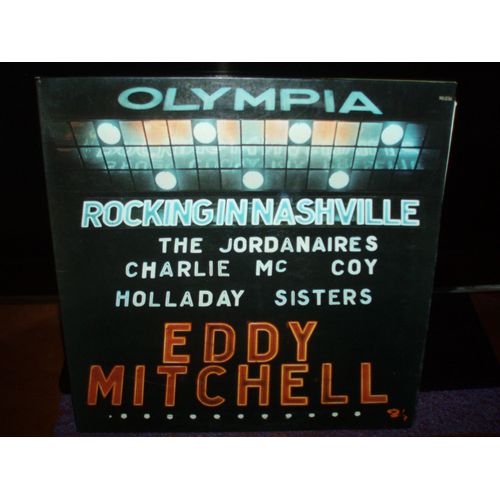 OLYMPIA
ROCKING IN NASHVILLE
THE JORDANAIRES
CHARLIE Mc COY
HOLLADAY SISTERS
EDDY
MITCHELL